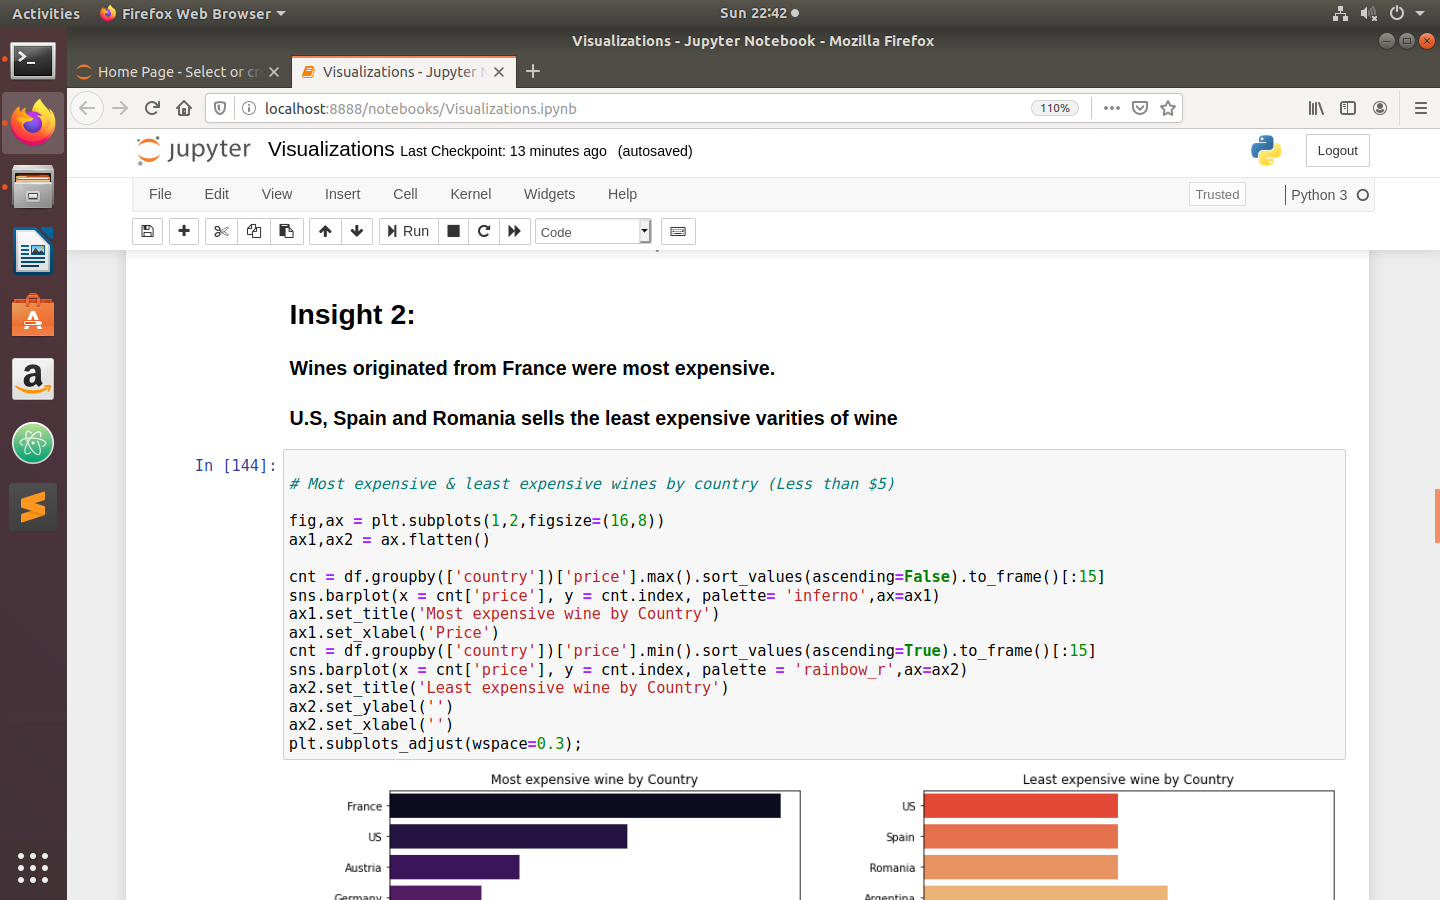 Activities
Firefox Web Browser
Sun 22:42
Visualizations - Jupyter Notebook - Mozilla Firefox
Home Page - Select or cre
Visualizations - Jupyter N
localhost:8888/notebooks/Visualizations.ipynb
110%
jupyter
Visualizations Last Checkpoint: 13 minutes ago (autosaved)
Logout
File Edit View Insert Cell Kernel Widgets Help
Trusted
Python 3
Run
Code
Insight 2:
Wines originated from France were most expensive.
U.S, Spain and Romania sells the least expensive varities of wine
In [144]:
# Most expensive & least expensive wines by country (Less than $5)
fig,ax = plt.subplots(1,2,figsize=(16,8))
ax1,ax2 = ax.flatten()
cnt = df.groupby(['country'])['price'].max().sort_values(ascending=False).to_frame()[:15]
sns.barplot(x = cnt['price'], y = cnt.index, palette= 'inferno',ax=ax1)
ax1.set_title('Most expensive wine by Country')
ax1.set_xlabel('Price')
cnt = df.groupby(['country'])['price'].min().sort_values(ascending=True).to_frame()[:15]
sns.barplot(x = cnt['price'], y = cnt.index, palette = 'rainbow_r',ax=ax2)
ax2.set_title('Least expensive wine by Country')
ax2.set_ylabel('')
ax2.set_xlabel('')
plt.subplots_adjust(wspace=0.3);
Most expensive wine by Country
France
US
Austria
Germany
Least expensive wine by Country
US
Spain
Romania
Argentina